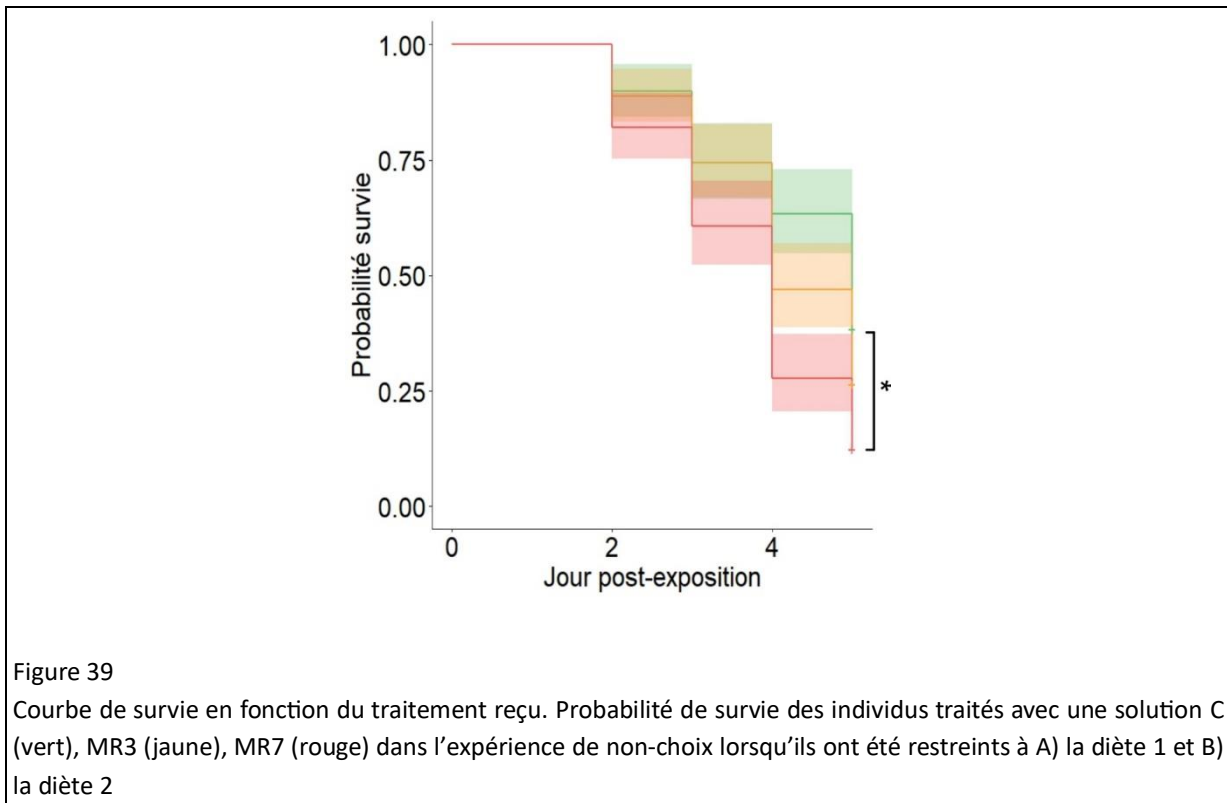 1.00
0.75
0.50
0.25
0.00
Probabilité survie
*
0 2 4
Jour post-exposition
Figure 39
Courbe de survie en fonction du traitement reçu. Probabilité de survie des individus traités avec une solution C
(vert), MR3 (jaune), MR7 (rouge) dans l’expérience de non-choix lorsqu’ils ont été restreints à A) la diète 1 et B)
la diète 2